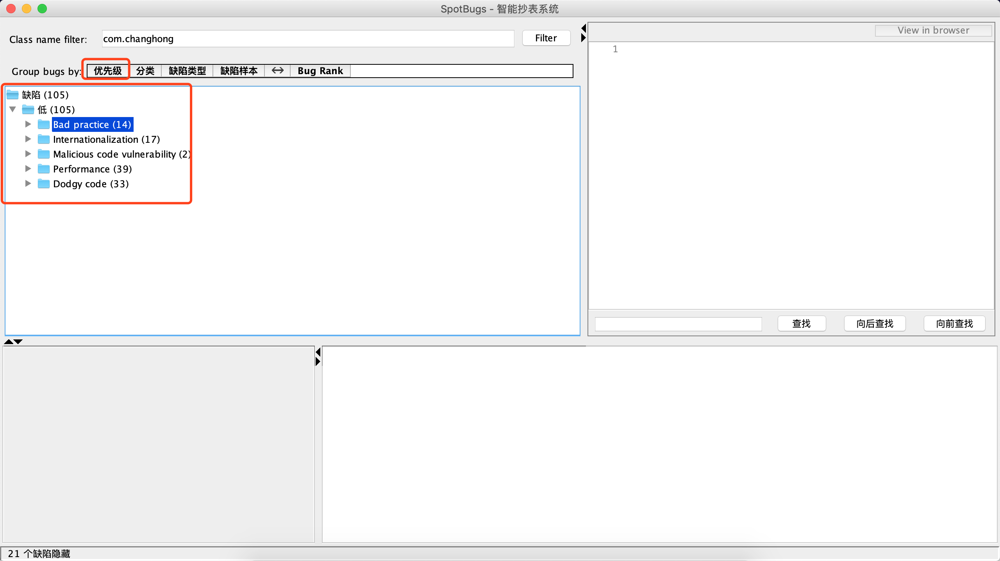 SpotBugs - 智能抄表系统
Class name filter: com.changhong Filter
Group bugs by: 优先级 分类 缺陷类型 缺陷样本 <-> Bug Rank
缺陷 (105)
低 (105)
Bad practice (14)
Internationalization (17)
Malicious code vulnerability (2)
Performance (39)
Dodgy code (33)
View in browser
1
查找 向后查找 向前查找
21 个缺陷隐藏